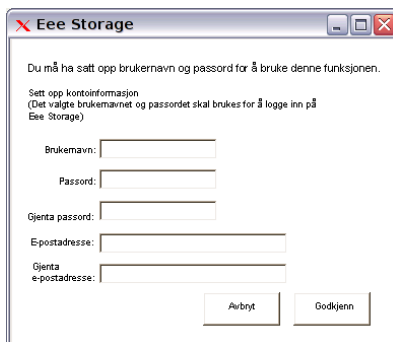 Eee Storage
Du må ha satt opp brukernavn og passord for å bruke denne funksjonen.
Sett opp kontoinformasjon
(Det valgte brukernavnet og passordet skal brukes for å logge inn på
Eee Storage)
Brukernavn:
Passord:
Gjenta passord:
E-postadresse:
Gjenta
e-postadresse:
Avbryt
Godkjenn